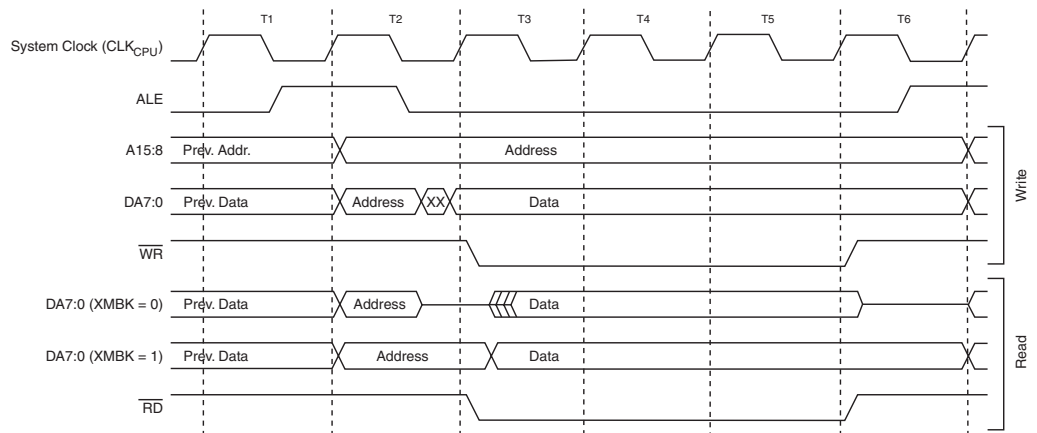 T1 T2 T3 T4 T5 T6
System Clock (CLKCPU)
ALE
A15:8 Prev. Addr. Address
DA7:0 Prev. Data Address XX Data
WR
DA7:0 (XMBK = 0) Prev. Data Address Data
DA7:0 (XMBK = 1) Prev. Data Address Data
RD
Write
Read